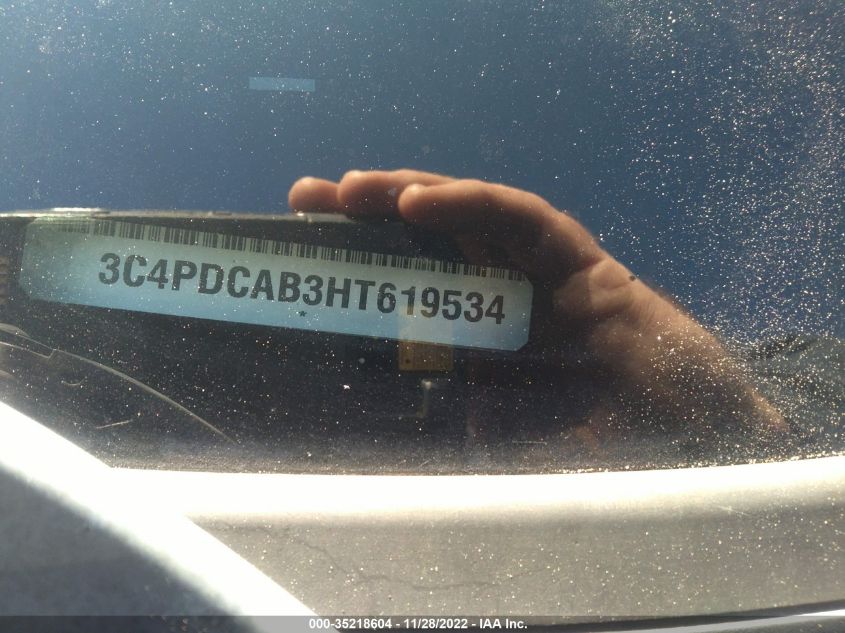 3C4PDCAB3HT619534
*
000-35218604 | 11/28/2022 - IAA Inc.